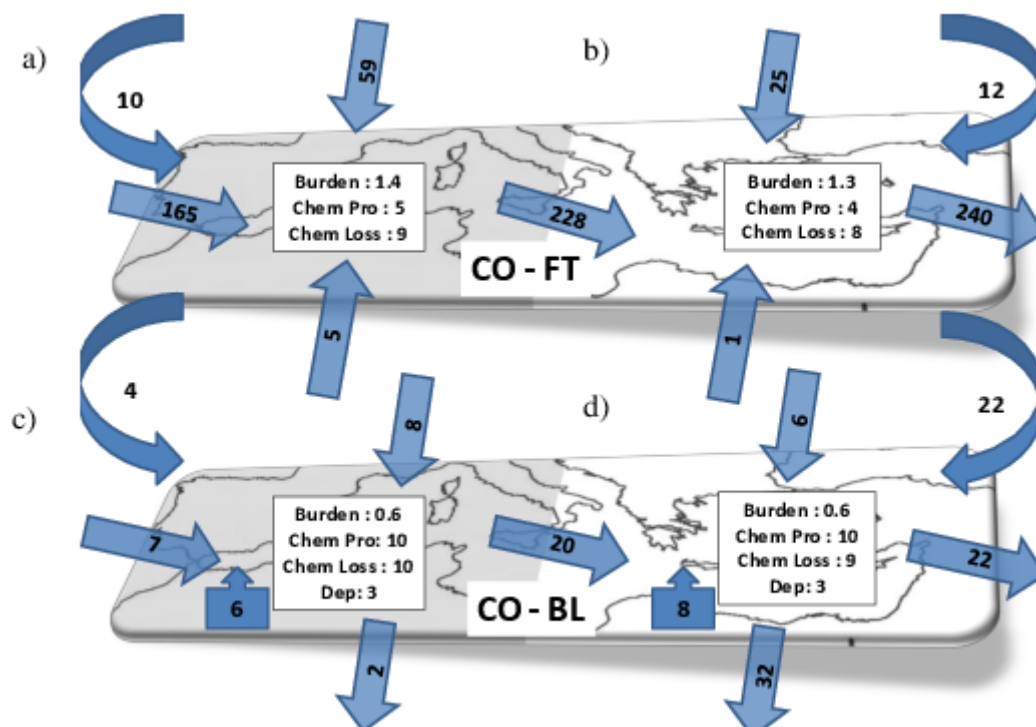 a)
59
b)
25
10
12
Burden : 1.4
Chem Pro : 5
Chem Loss : 9
Burden : 1.3
Chem Pro : 4
Chem Loss : 8
165
228
240
CO - FT
5
1
4
22
c)
8
d)
6
Burden : 0.6
Chem Pro: 10
Chem Loss : 10
Dep: 3
Burden : 0.6
Chem Pro : 10
Chem Loss : 9
Dep: 3
7
20
22
6
CO - BL
8
2
32